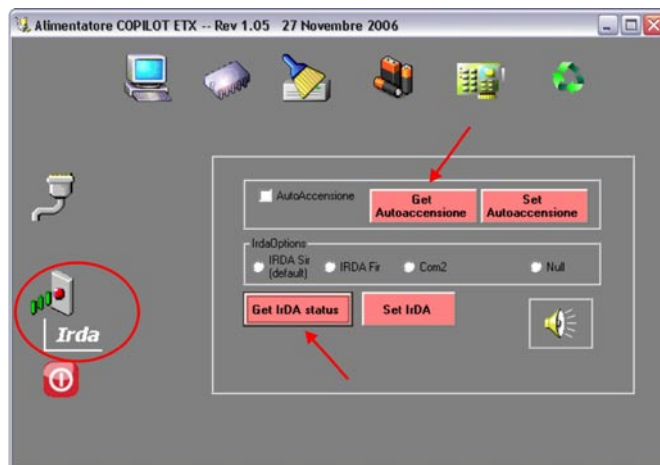 Alimentatore COPILOT ETX -- Rev 1.05 27 Novembre 2006
AutoAccensione
Get
Autoaccensione
Set
Autoaccensione
IrdaOptions
IRDA Sir
(default)
IRDA Fir
Com2
Null
Get IrDA status
Set IrDA
Irda